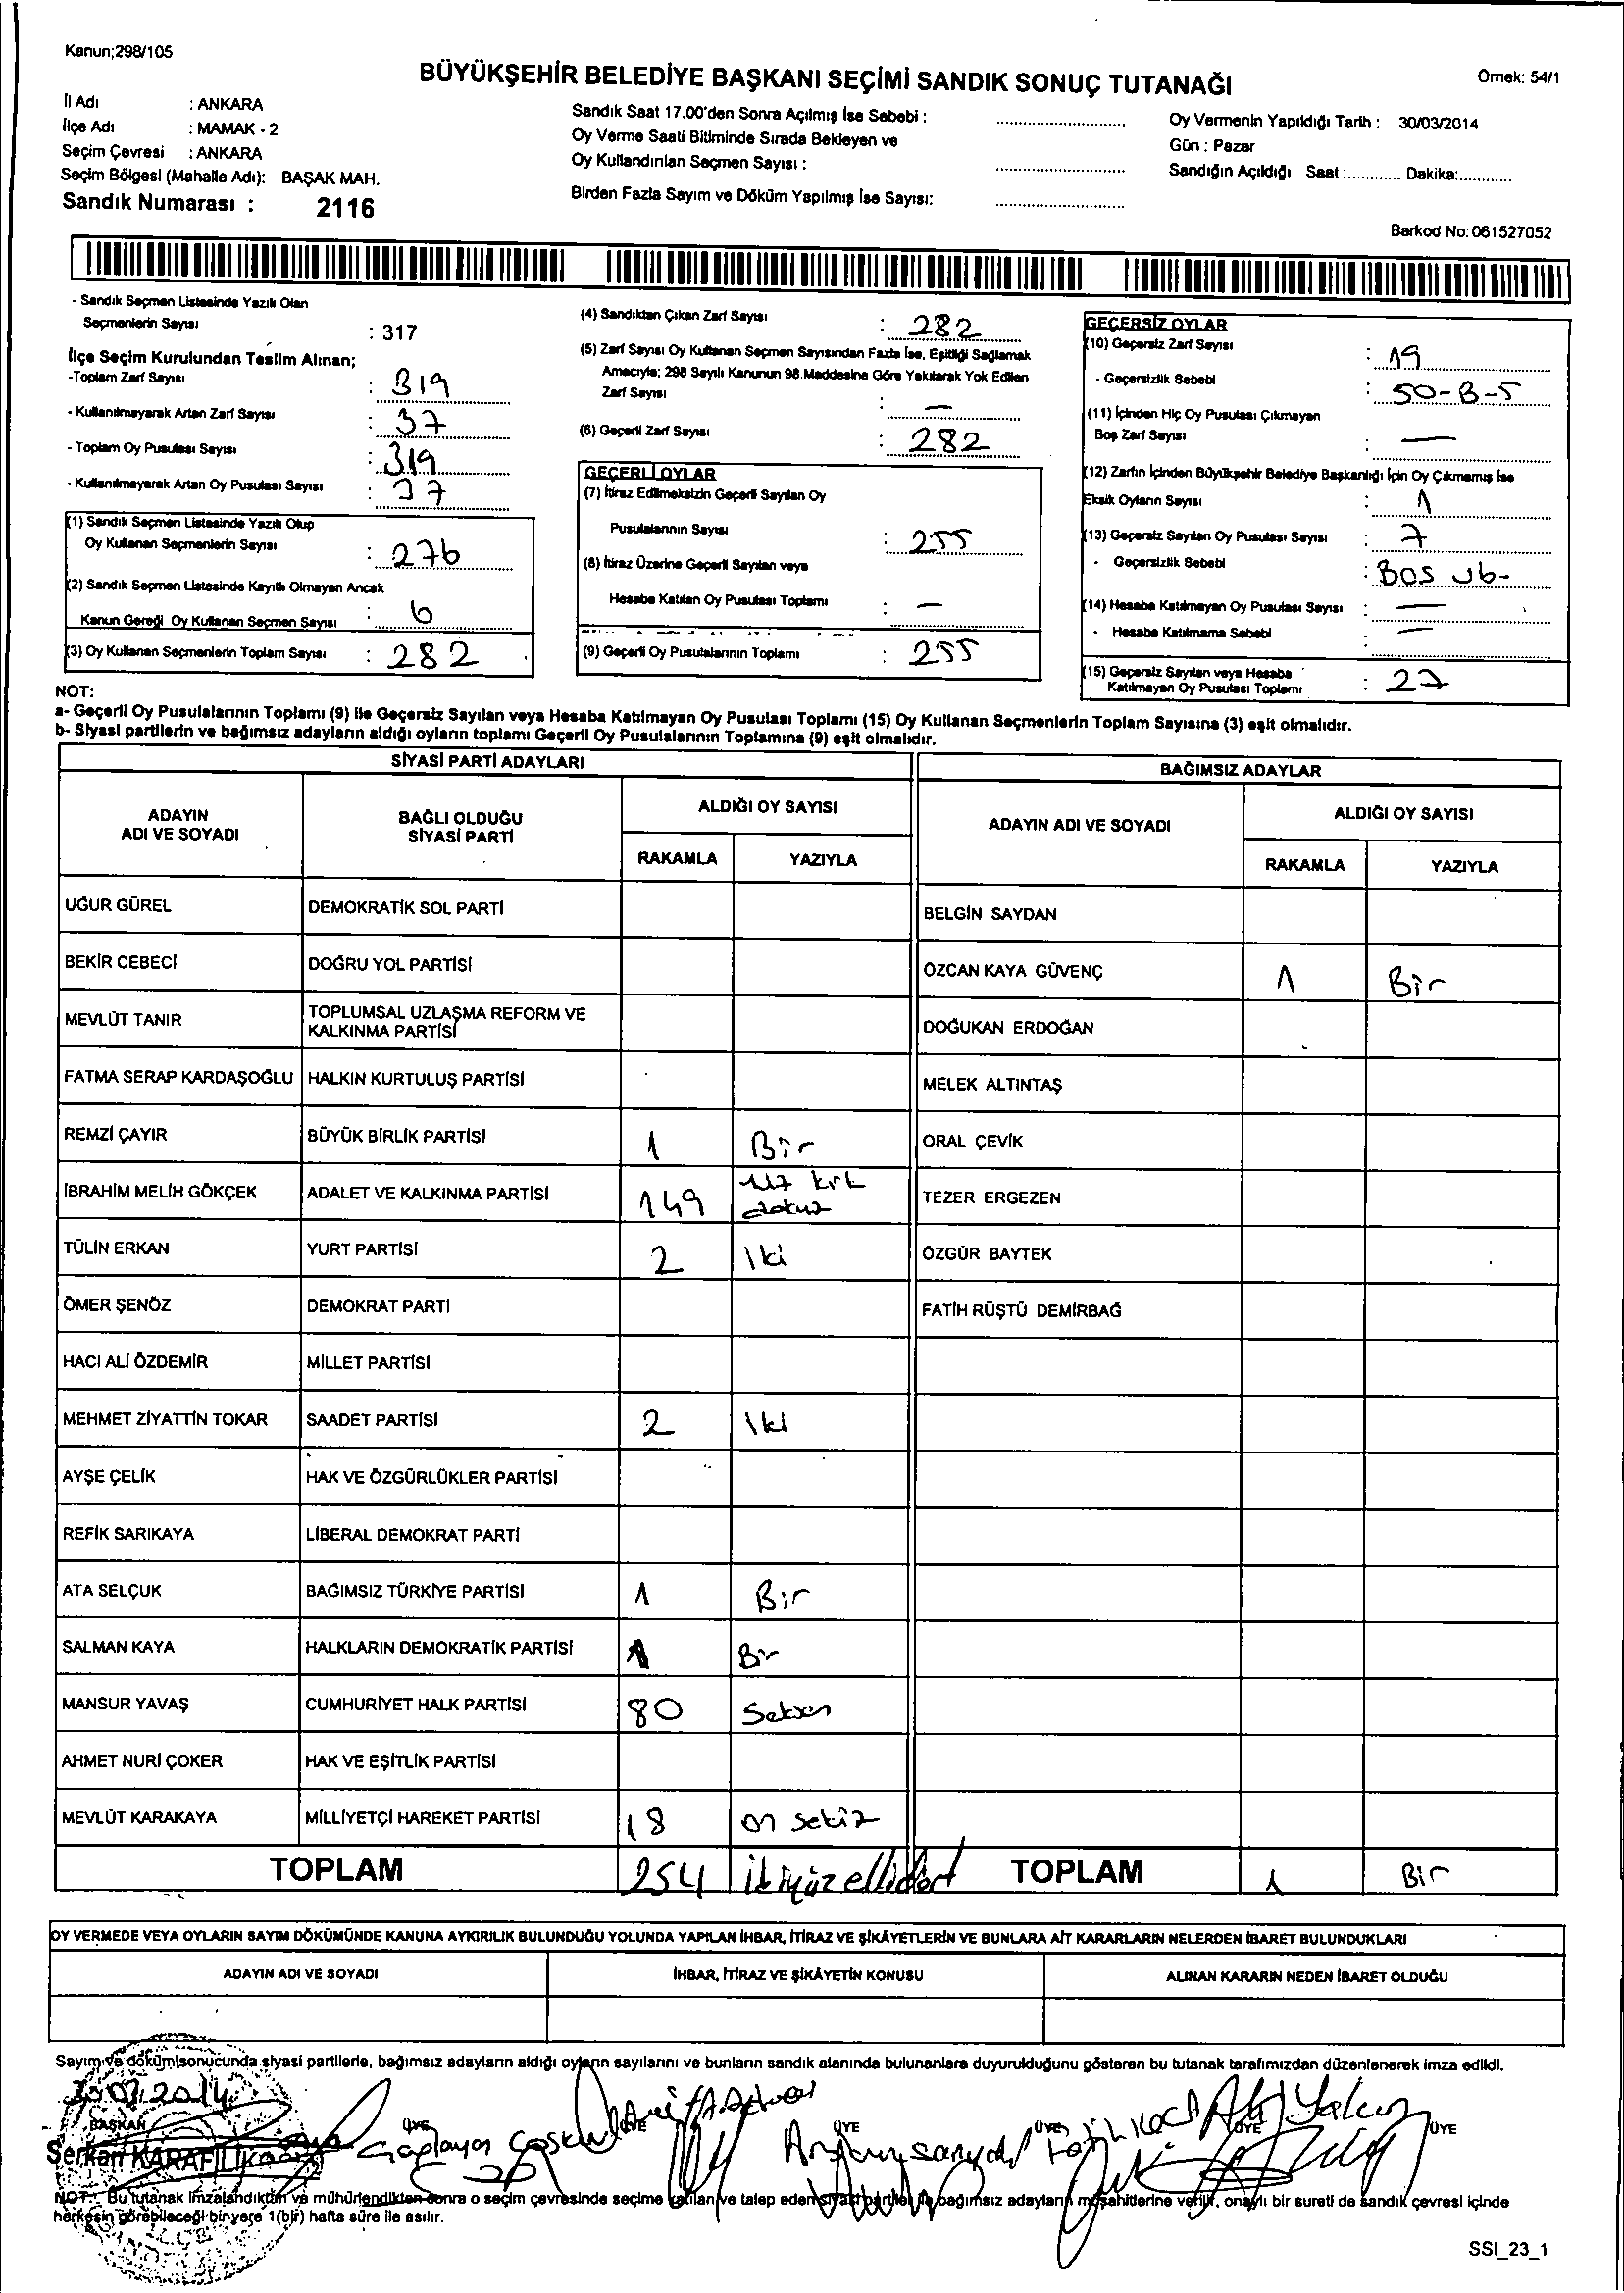 Kanun;298/105
BÜYÜKŞEHİR BELEDİYE BAŞKANI SEÇİMİ SANDIK SONUÇ TUTANAĞI
Örnek: 54/1
İl Adı : ANKARA
İlçe Adı : MAMAK - 2
Seçim Çevresi : ANKARA
Seçim Bölgesi (Mahalle Adı): BAŞAK MAH.
Sandık Numarası : 2116
Sandık Saat 17.00'den Sonra Açılmış İse Sebebi :
Oy Verme Saati Bitiminde Sırada Bekleyen ve
Oy Kullandırılan Seçmen Sayısı :
Birden Fazla Sayım ve Döküm Yapılmış İse Sayısı:
Oy Vermenin Yapıldığı Tarih : 30/03/2014
Gün : Pazar
Sandığın Açıldığı Saat :............ Dakika:............
Barkod No: 061527052
- Sandık Seçmen Listesinde Yazılı Olan
Seçmenlerin Sayısı : 317
İlçe Seçim Kurulundan Teslim Alınan;
-Toplam Zarf Sayısı : 319
- Kullanılmayarak Artan Zarf Sayısı : 37
- Toplam Oy Pusulası Sayısı : 319
- Kullanılmayarak Artan Oy Pusulası Sayısı : 37
(1) Sandık Seçmen Listesinde Yazılı Olup
Oy Kullanan Seçmenlerin Sayısı : 276
(2) Sandık Seçmen Listesinde Kayıtlı Olmayan Ancak
Kanun Gereği Oy Kullanan Seçmen Sayısı : 6
(3) Oy Kullanan Seçmenlerin Toplam Sayısı : 282
(4) Sandıktan Çıkan Zarf Sayısı : 282
(5) Zarf Sayısı Oy Kullanan Seçmen Sayısından Fazla İse, Eşitliği Sağlamak
Amacıyla; 298 Sayılı Kanunun 98.Maddesine Göre Yakılarak Yok Edilen
Zarf Sayısı : —
(6) Geçerli Zarf Sayısı : 282
GEÇERLİ OYLAR
(7) İtiraz Edilmeksizin Geçerli Sayılan Oy
Pusulalarının Sayısı : 255
(8) İtiraz Üzerine Geçerli Sayılan veya
Hesaba Katılan Oy Pusulası Toplamı : —
(9) Geçerli Oy Pusulalarının Toplamı : 255
GEÇERSİZ OYLAR
(10) Geçersiz Zarf Sayısı : 19
- Geçersizlik Sebebi : 50-B-5
(11) İçinden Hiç Oy Pusulası Çıkmayan
Boş Zarf Sayısı : —
(12) Zarfın İçinden Büyükşehir Belediye Başkanlığı İçin Oy Çıkmamış İse
Eksik Oyların Sayısı : 1
(13) Geçersiz Sayılan Oy Pusulası Sayısı : 7
- Geçersizlik Sebebi : Bos
(14) Hesaba Katılmayan Oy Pusulası Sayısı : —
- Hesaba Katılmama Sebebi : —
(15) Geçersiz Sayılan veya Hesaba
Katılmayan Oy Pusulası Toplamı : 27
NOT:
a- Geçerli Oy Pusulalarının Toplamı (9) ile Geçersiz Sayılan veya Hesaba Katılmayan Oy Pusulası Toplamı (15) Oy Kullanan Seçmenlerin Toplam Sayısına (3) eşit olmalıdır.
b- Siyasi partilerin ve bağımsız adayların aldığı oyların toplamı Geçerli Oy Pusulalarının Toplamına (9) eşit olmalıdır.
SİYASİ PARTİ ADAYLARI
BAĞIMSIZ ADAYLAR
ADAYIN
ADI VE SOYADI
BAĞLI OLDUĞU
SİYASİ PARTİ
ALDIĞI OY SAYISI
RAKAMLA YAZIYLA
ADAYIN ADI VE SOYADI
ALDIĞI OY SAYISI
RAKAMLA YAZIYLA
UĞUR GÜREL DEMOKRATİK SOL PARTİ
BELGİN SAYDAN
BEKİR CEBECİ DOĞRU YOL PARTİSİ
ÖZCAN KAYA GÜVENÇ 1 Bir
MEVLÜT TANIR TOPLUMSAL UZLAŞMA REFORM VE
KALKINMA PARTİSİ
DOĞUKAN ERDOĞAN
FATMA SERAP KARDAŞOĞLU HALKIN KURTULUŞ PARTİSİ
MELEK ALTINTAŞ
REMZİ ÇAYIR BÜYÜK BİRLİK PARTİSİ 1 Bir
ORAL ÇEVİK
İBRAHİM MELİH GÖKÇEK ADALET VE KALKINMA PARTİSİ 149 krk
dokuz
TEZER ERGEZEN
TÜLİN ERKAN YURT PARTİSİ 2 Iki
ÖZGÜR BAYTEK
ÖMER ŞENÖZ DEMOKRAT PARTİ
FATİH RÜŞTÜ DEMİRBAĞ
HACI ALİ ÖZDEMİR MİLLET PARTİSİ
MEHMET ZİYATTİN TOKAR SAADET PARTİSİ 2 Iki
AYŞE ÇELİK HAK VE ÖZGÜRLÜKLER PARTİSİ
REFİK SARIKAYA LİBERAL DEMOKRAT PARTİ
ATA SELÇUK BAĞIMSIZ TÜRKİYE PARTİSİ 1 Bir
SALMAN KAYA HALKLARIN DEMOKRATİK PARTİSİ 1 Bir
MANSUR YAVAŞ CUMHURİYET HALK PARTİSİ 80 Seksen
AHMET NURİ ÇOKER HAK VE EŞİTLİK PARTİSİ
MEVLÜT KARAKAYA MİLLİYETÇİ HAREKET PARTİSİ 18 on sekiz
TOPLAM 254 ikiyüzellidört TOPLAM 1 Bir
OY VERMEDE VEYA OYLARIN SAYIM DÖKÜMÜNDE KANUNA AYKIRILIK BULUNDUĞU YOLUNDA YAPILAN İHBAR, İTİRAZ VE ŞİKÂYETLERİN VE BUNLARA AİT KARARLARIN NELERDEN İBARET BULUNDUKLARI
ADAYIN ADI VE SOYADI İHBAR, İTİRAZ VE ŞİKÂYETİN KONUSU ALINAN KARARIN NEDEN İBARET OLDUĞU
Sayım ve döküm sonucunda siyasi partilerle, bağımsız adayların aldığı oyların sayılarını ve bunların sandık alanında bulunanlara duyurulduğunu gösteren bu tutanak tarafımızdan düzenlenerek imza edildi.
BAŞKAN ÜYE ÜYE ÜYE ÜYE ÜYE ÜYE
Serkan
NOT: Bu tutanak imzalandıktan ve mühürlendikten sonra o seçim çevresinde seçime katılan ve talep eden siyasi partiler ile bağımsız adayların müşahitlerine verilir, onaylı bir sureti de sandık çevresi içinde
herkesin görebileceği bir yere 1(bir) hafta süre ile asılır.
SSI_23_1